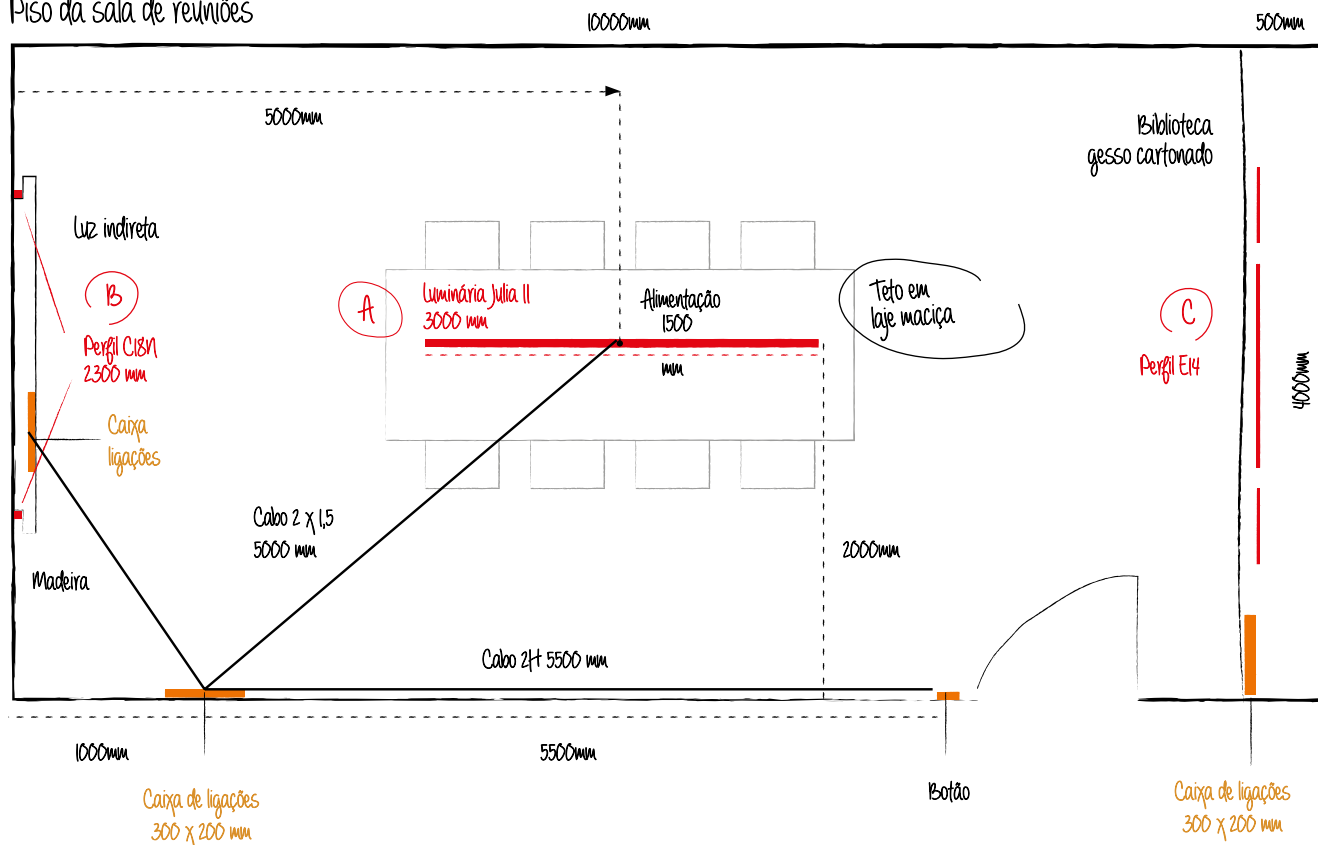 Piso da sala de reuniões
10000mm
500mm
5000mm
Biblioteca
gesso cartonado
Luz indireta
B
Perfil C18N
2300 mm
A
Luminária Julia II
3000 mm
Alimentação
1500
mm
Teto em
laje maciça
C
Perfil E14
4000mm
Caixa
ligações
Cabo 2 x 1,5
5000 mm
2000mm
Madeira
Cabo 2H 5500 mm
1000mm
5500mm
Caixa de ligações
300 x 200 mm
Botão
Caixa de ligações
300 x 200 mm